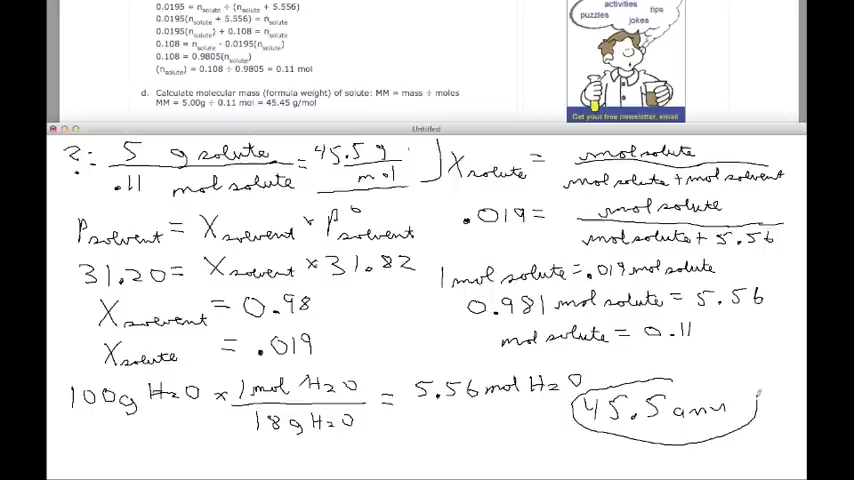 0.0195 = n solute ÷ (n solute + 5.556)
0.0195(n solute + 5.556) = n solute
0.0195(n solute) + 0.108 = n solute
0.108 = n solute - 0.0195(n solute)
0.108 = 0.9805(n solute)
(n solute) = 0.108 ÷ 0.9805 = 0.11 mol
d. Calculate molecular mass (formula weight) of solute: MM = mass ÷ moles
MM = 5.00g ÷ 0.11 mol = 45.45 g/mol
activities
puzzles
tips
jokes
Get your free newsletter, email
Untitled
?= 5 g solute / .11 mol solute = 45.5 g / mol
P solvent = X solvent × P° solvent
31.20 = X solvent × 31.82
X solvent = 0.98
X solute = .019
100g H2O × 1 mol H2O / 18g H2O = 5.56 mol H2O
X solute = mol solute / mol solute + mol solvent
.019 = mol solute / mol solute + 5.56
1 mol solute = .019 mol solute
0.981 mol solute = 5.56
mol solute = 0.11
45.5 amu